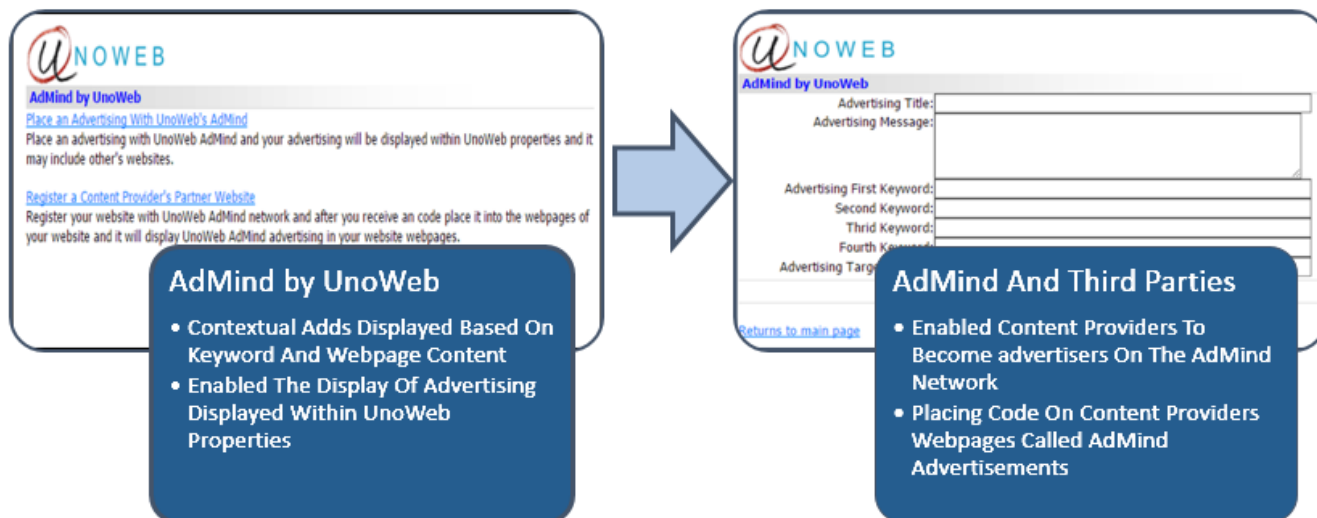 UNOWEB
AdMind by UnoWeb
Place an Advertising With UnoWeb's AdMind
Place an advertising with UnoWeb AdMind and your advertising will be displayed within UnoWeb properties and it
may include other's websites.
Register a Content Provider's Partner Website
Register your website with UnoWeb AdMind network and after you receive an code place it into the webpages of
your website and it will display UnoWeb AdMind advertising in your website webpages.
AdMind by UnoWeb
• Contextual Adds Displayed Based On
Keyword And Webpage Content
• Enabled The Display Of Advertising
Displayed Within UnoWeb
Properties
UNOWEB
AdMind by UnoWeb
Advertising Title:
Advertising Message:
Advertising First Keyword:
Second Keyword:
Thrid Keyword:
Fourth Keyword:
Advertising
Returns to main page
AdMind And Third Parties
• Enabled Content Providers To
Become advertisers On The AdMind
Network
• Placing Code On Content Providers
Webpages Called AdMind
Advertisements